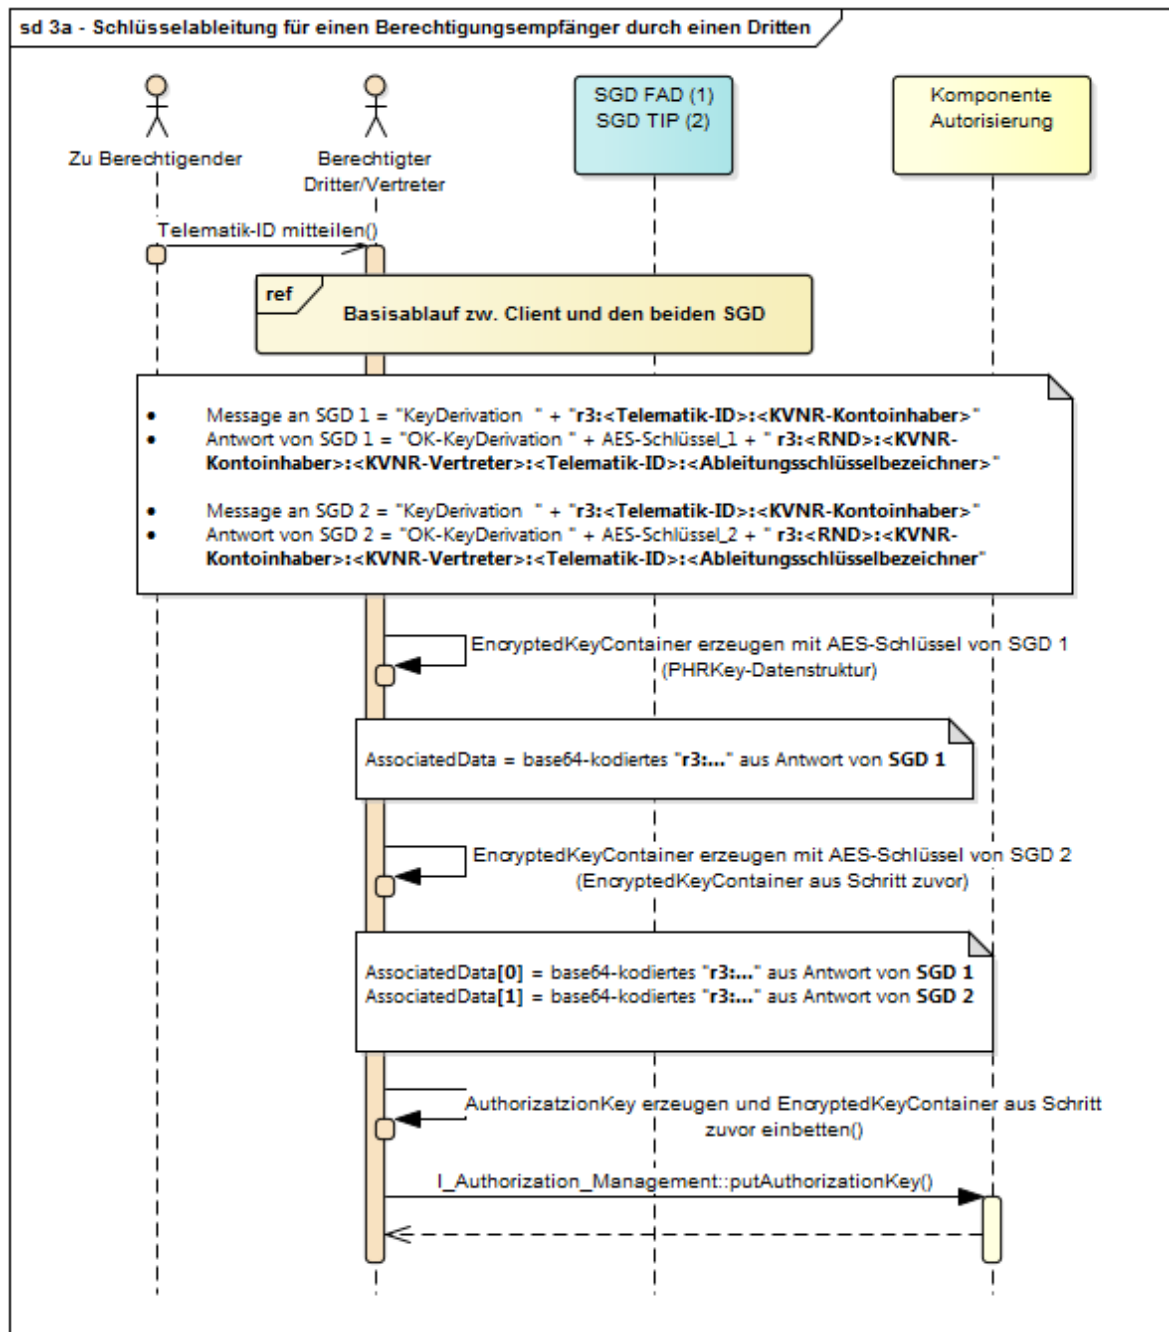 sd 3a - Schlüsselableitung für einen Berechtigungsempfänger durch einen Dritten
SGD FAD (1)
SGD TIP (2)
Komponente
Autorisierung
Zu Berechtigender
Berechtigter
Dritter/Vertreter
Telematik-ID mitteilen()
ref
Basisablauf zw. Client und den beiden SGD
• Message an SGD 1 = "KeyDerivation " + "r3:<Telematik-ID>:<KVNR-Kontoinhaber>"
• Antwort von SGD 1 = "OK-KeyDerivation " + AES-Schlüssel_1 + " r3:<RND>:<KVNR-
Kontoinhaber>:<KVNR-Vertreter>:<Telematik-ID>:<Ableitungsschlüsselbezeichner>"
• Message an SGD 2 = "KeyDerivation " + "r3:<Telematik-ID>:<KVNR-Kontoinhaber>"
• Antwort von SGD 2 = "OK-KeyDerivation " + AES-Schlüssel_2 + " r3:<RND>:<KVNR-
Kontoinhaber>:<KVNR-Vertreter>:<Telematik-ID>:<Ableitungsschlüsselbezeichner"
EncryptedKeyContainer erzeugen mit AES-Schlüssel von SGD 1
(PHRKey-Datenstruktur)
AssociatedData = base64-kodiertes "r3:..." aus Antwort von SGD 1
EncryptedKeyContainer erzeugen mit AES-Schlüssel von SGD 2
(EncryptedKeyContainer aus Schritt zuvor)
AssociatedData[0] = base64-kodiertes "r3:..." aus Antwort von SGD 1
AssociatedData[1] = base64-kodiertes "r3:..." aus Antwort von SGD 2
AuthorizatzionKey erzeugen und EncryptedKeyContainer aus Schritt
zuvor einbetten()
I_Authorization_Management::putAuthorizationKey()